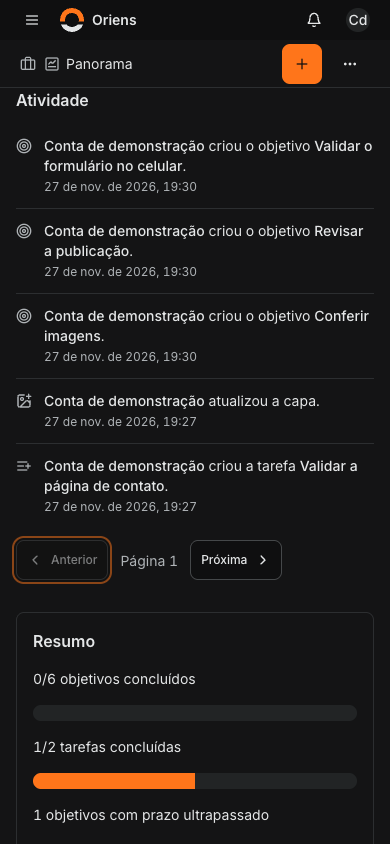 Oriens
Cd
Panorama
Atividade
Conta de demonstração criou o objetivo Validar o
formulário no celular.
27 de nov. de 2026, 19:30
Conta de demonstração criou o objetivo Revisar
a publicação.
27 de nov. de 2026, 19:30
Conta de demonstração criou o objetivo Conferir
imagens.
27 de nov. de 2026, 19:30
Conta de demonstração atualizou a capa.
27 de nov. de 2026, 19:27
Conta de demonstração criou a tarefa Validar a
página de contato.
27 de nov. de 2026, 19:27
Anterior
Página 1
Próxima
Resumo
0/6 objetivos concluídos
1/2 tarefas concluídas
1 objetivos com prazo ultrapassado